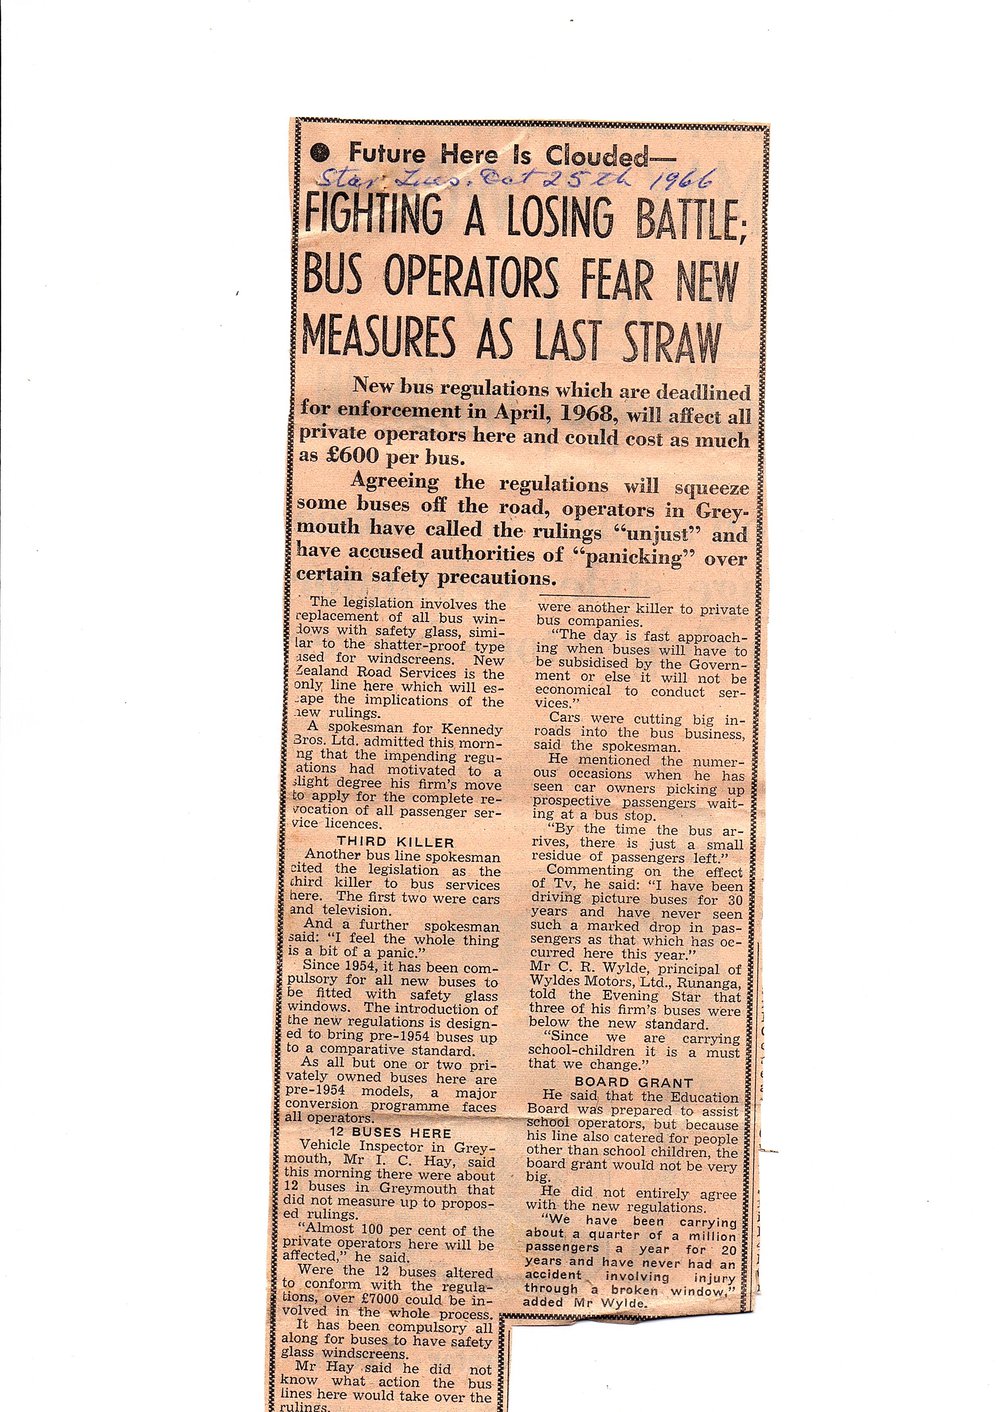 ● Future Here Is Clouded—
Star Tues. Oct 25th 1966
FIGHTING A LOSING BATTLE;
BUS OPERATORS FEAR NEW
MEASURES AS LAST STRAW
New bus regulations which are deadlined
for enforcement in April, 1968, will affect all
private operators here and could cost as much
as £600 per bus.
Agreeing the regulations will squeeze
some buses off the road, operators in Grey-
mouth have called the rulings “unjust” and
have accused authorities of “panicking” over
certain safety precautions.
The legislation involves the
replacement of all bus win-
dows with safety glass, simi-
lar to the shatter-proof type
used for windscreens. New
Zealand Road Services is the
only line here which will es-
cape the implications of the
new rulings.
A spokesman for Kennedy
Bros. Ltd. admitted this morn-
ng that the impending regu-
ations had motivated to a
slight degree his firm's move
to apply for the complete re-
vocation of all passenger ser-
vice licences.
THIRD KILLER
Another bus line spokesman
cited the legislation as the
third killer to bus services
here. The first two were cars
and television.
And a further spokesman
said: “I feel the whole thing
is a bit of a panic.”
Since 1954, it has been com-
pulsory for all new buses to
be fitted with safety glass
windows. The introduction of
the new regulations is design-
ed to bring pre-1954 buses up
to a comparative standard.
As all but one or two pri-
vately owned buses here are
pre-1954 models, a major
conversion programme faces
all operators.
12 BUSES HERE
Vehicle Inspector in Grey-
mouth, Mr I. C. Hay, said
this morning there were about
12 buses in Greymouth that
did not measure up to propos-
ed rulings.
“Almost 100 per cent of the
private operators here will be
affected,” he said.
Were the 12 buses altered
to conform with the regula-
tions, over £7000 could be in-
volved in the whole process.
It has been compulsory all
along for buses to have safety
glass windscreens.
Mr Hay said he did not
know what action the bus
lines here would take over the
rulings.
were another killer to private
bus companies.
“The day is fast approach-
ing when buses will have to
be subsidised by the Govern-
ment or else it will not be
economical to conduct ser-
vices.”
Cars were cutting big in-
roads into the bus business,
said the spokesman.
He mentioned the numer-
ous occasions when he has
seen car owners picking up
prospective passengers wait-
ing at a bus stop.
“By the time the bus ar-
rives, there is just a small
residue of passengers left.”
Commenting on the effect
of Tv, he said: “I have been
driving picture buses for 30
years and have never seen
such a marked drop in pas-
sengers as that which has oc-
curred here this year.”
Mr C. R. Wylde, principal of
Wyldes Motors, Ltd., Runanga,
told the Evening Star that
three of his firm's buses were
below the new standard.
“Since we are carrying
school-children it is a must
that we change.”
BOARD GRANT
He said that the Education
Board was prepared to assist
school operators, but because
his line also catered for people
other than school children, the
board grant would not be very
big.
He did not entirely agree
with the new regulations.
“We have been carrying
about a quarter of a million
passengers a year for 20
years and have never had an
accident involving injury
through a broken window,”
added Mr Wylde.